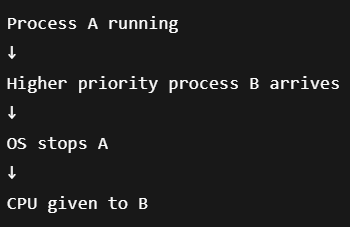 Process A running
↓
Higher priority process B arrives
↓
OS stops A
↓
CPU given to B